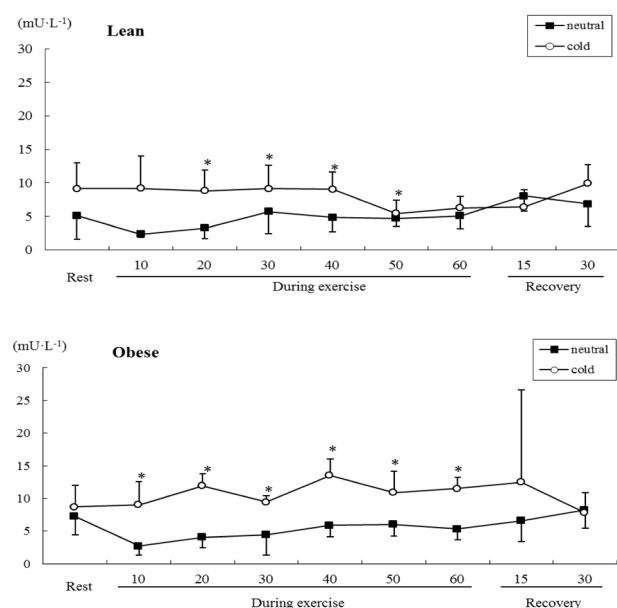 (mU·L-1)
Lean
neutral
cold
30
25
20
15
10
5
0
* * * *
Rest 10 20 30 40 50 60 15 30
During exercise Recovery
(mU·L-1)
Obese
neutral
cold
30
25
20
15
10
5
0
* * * * * *
Rest 10 20 30 40 50 60 15 30
During exercise Recovery